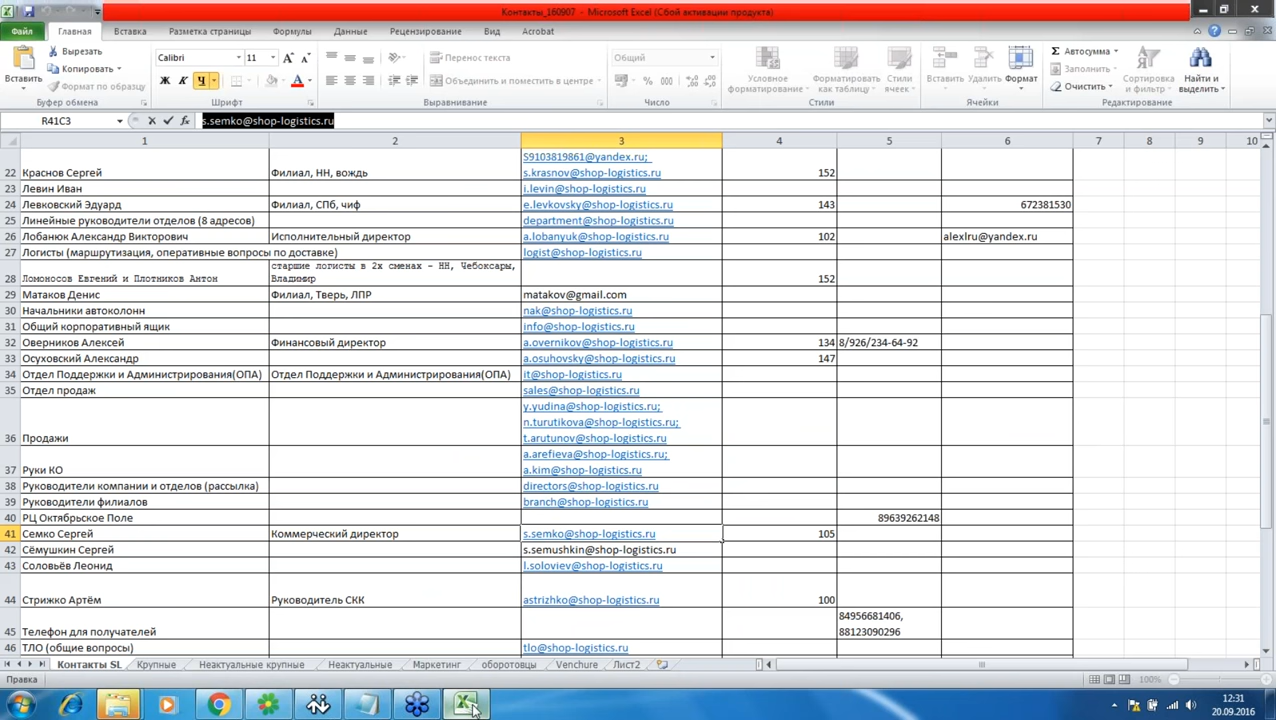 Контакты_160907 - Microsoft Excel (Сбой активации продукта)
Файл Главная Вставка Разметка страницы Формулы Данные Рецензирование Вид Acrobat
Вставить
Вырезать
Копировать
Формат по образцу
Буфер обмена
Calibri 11
Ж К Ч
Шрифт
Перенос текста
Объединить и поместить в центре
Выравнивание
Общий
% 000
Число
Условное форматирование
Форматировать как таблицу
Стили ячеек
Стили
Вставить Удалить Формат
Ячейки
Σ Автосумма
Заполнить
Очистить
Сортировка и фильтр
Найти и выделить
Редактирование
R41C3 fx s.semko@shop-logistics.ru
1 2 3 4 5 6 7 8 9 10
S9103819861@yandex.ru;
22 Краснов Сергей Филиал, НН, вождь s.krasnov@shop-logistics.ru 152
23 Левин Иван i.levin@shop-logistics.ru
24 Левковский Эдуард Филиал, СПб, чиф e.levkovsky@shop-logistics.ru 143 672381530
25 Линейные руководители отделов (8 адресов) department@shop-logistics.ru
26 Лобанюк Александр Викторович Исполнительный директор a.lobanyuk@shop-logistics.ru 102 alexlru@yandex.ru
27 Логисты (маршрутизация, оперативные вопросы по доставке) logist@shop-logistics.ru
старшие логисты в 2х сменах - НН, Чебоксары,
28 Ломоносов Евгений и Плотников Антон Владимир 152
29 Матаков Денис Филиал, Тверь, ЛПР matakov@gmail.com
30 Начальники автоколонн nak@shop-logistics.ru
31 Общий корпоративный ящик info@shop-logistics.ru
32 Оверников Алексей Финансовый директор a.overnikov@shop-logistics.ru 134 8/926/234-64-92
33 Осуховский Александр a.osuhovsky@shop-logistics.ru 147
34 Отдел Поддержки и Администрирования(ОПА) Отдел Поддержки и Администрирования(ОПА) it@shop-logistics.ru
35 Отдел продаж sales@shop-logistics.ru
y.yudina@shop-logistics.ru;
n.turutikova@shop-logistics.ru;
36 Продажи t.arutunov@shop-logistics.ru
a.arefieva@shop-logistics.ru;
37 Руки КО a.kim@shop-logistics.ru
38 Руководители компании и отделов (рассылка) directors@shop-logistics.ru
39 Руководители филиалов branch@shop-logistics.ru
40 РЦ Октябрьское Поле 89639262148
41 Семко Сергей Коммерческий директор s.semko@shop-logistics.ru 105
42 Сёмушкин Сергей s.semushkin@shop-logistics.ru
43 Соловьёв Леонид l.soloviev@shop-logistics.ru
44 Стрижко Артём Руководитель СКК astrizhko@shop-logistics.ru 100
84956681406,
45 Телефон для получателей 88123090296
46 ТЛО (общие вопросы) tlo@shop-logistics.ru
Контакты SL Крупные Неактуальные крупные Неактуальные Маркетинг оборотовцы Venchure Лист2
Правка 100%
12:31
20.09.2016